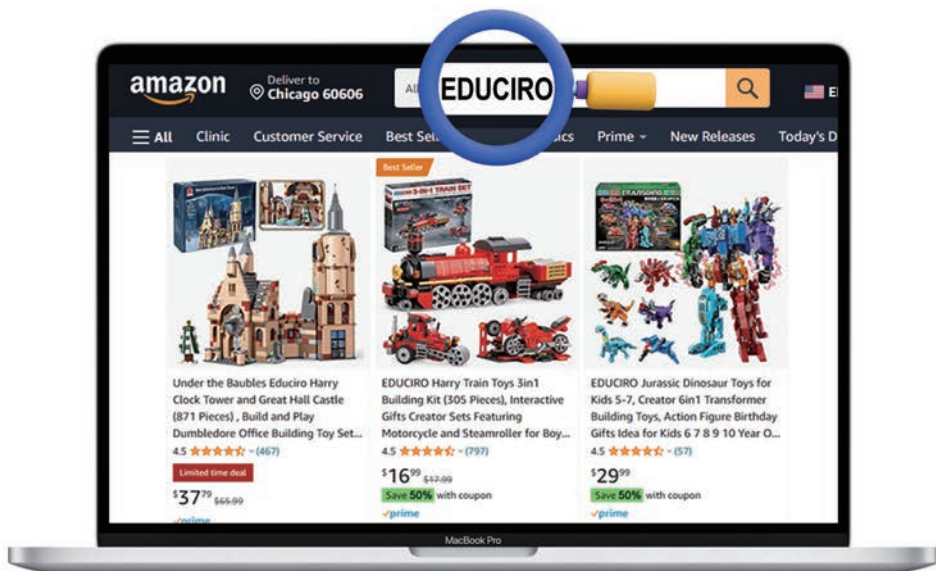 amazon
Deliver to
Chicago 60606
All
EDUCIRO
All
Clinic
Customer Service
Best
Prime
New Releases
Today's D
Best Seller
3-IN-1 TRAIN SET
Under the Baubles Educiro Harry
Clock Tower and Great Hall Castle
(871 Pieces) , Build and Play
Dumbledore Office Building Toy Set...
4.5
(467)
Limited time deal
$37.79 $65.99
prime
EDUCIRO Harry Train Toys 3in1
Building Kit (305 Pieces), Interactive
Gifts Creator Sets Featuring
Motorcycle and Steamroller for Boy...
4.5
(797)
$16.99 $17.99
Save 50% with coupon
prime
EDUCIRO Jurassic Dinosaur Toys for
Kids 5-7, Creator 6in1 Transformer
Building Toys, Action Figure Birthday
Gifts Idea for Kids 6 7 8 9 10 Year O...
4.5
(57)
$29.99
Save 50% with coupon
prime
MacBook Pro